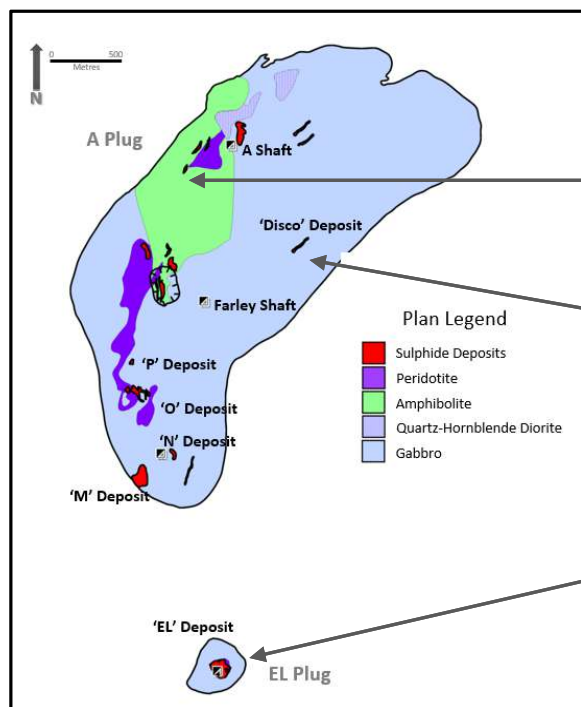 0 500
Metres
N
A Plug
A Shaft
'Disco' Deposit
Farley Shaft
Plan Legend
Sulphide Deposits
Peridotite
Amphibolite
Quartz-Hornblende Diorite
Gabbro
'P' Deposit
'O' Deposit
'N' Deposit
'M' Deposit
'EL' Deposit
EL Plug